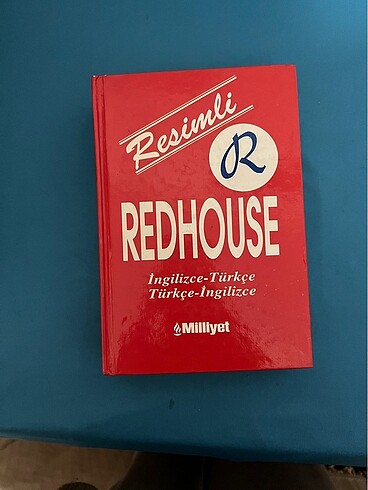 Resimli
R
REDHOUSE
İngilizce-Türkçe
Türkçe-İngilizce
Milliyet